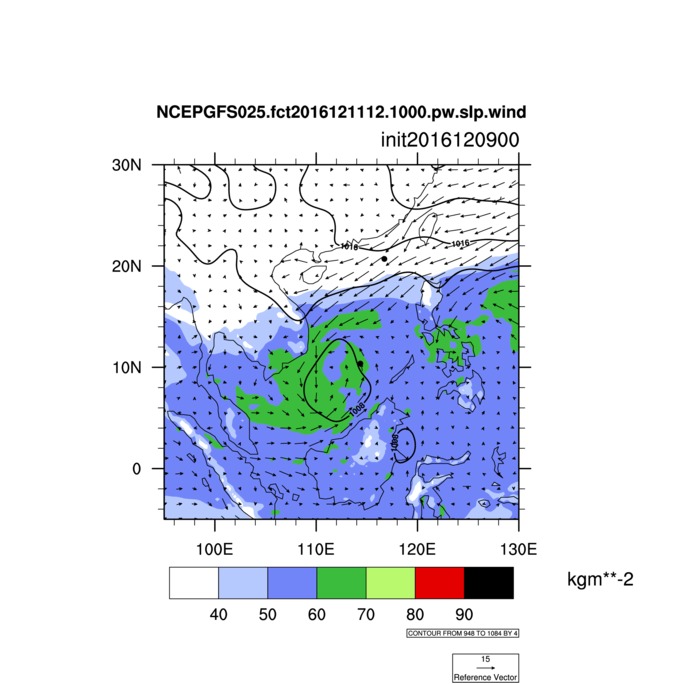 NCEPGFS025.fct2016121112.1000.pw.slp.wind
init2016120900
30N
20N
10N
0
1016
1016
1008
1008
100E
110E
120E
130E
40
50
60
70
80
90
kgm**-2
CONTOUR FROM 948 TO 1084 BY 4
15
Reference Vector